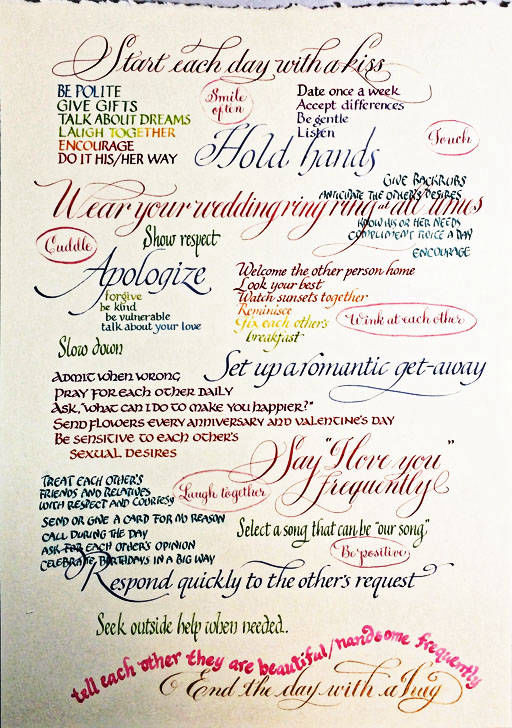 Start each day with a kiss
BE POLITE
GIVE GIFTS
TALK ABOUT DREAMS
LAUGH TOGETHER
ENCOURAGE
DO IT HIS/HER WAY
Smile often
Date once a week
Accept differences
Be gentle
Listen
Touch
Hold hands
GIVE BACKRUBS
ANTICIPATE THE OTHER'S DESIRES
Wear your wedding ring ring at all times
KNOW HIS OR HER NEEDS
COMPLIMENT TWICE A DAY
ENCOURAGE
Cuddle
Show respect
Apologize
forgive
be kind
be vulnerable
talk about your love
Welcome the other person home
Look your best
Watch sunsets together
Reminisce
Fix each other's
breakfast
Wink at each other
Slow down
Set up a romantic get-away
ADMIT WHEN WRONG
PRAY FOR EACH OTHER DAILY
ASK, "WHAT CAN I DO TO MAKE YOU HAPPIER?"
SEND FLOWERS EVERY ANNIVERSARY AND VALENTINE'S DAY
BE SENSITIVE TO EACH OTHER'S
SEXUAL DESIRES
Say "I love you"
frequently
TREAT EACH OTHER'S
FRIENDS AND RELATIVES
WITH RESPECT AND COURTESY
Laugh together
SEND OR GIVE A CARD FOR NO REASON
CALL DURING THE DAY
ASK FOR EACH OTHER'S OPINION
CELEBRATE BIRTHDAYS IN A BIG WAY
Select a song that can be "our song"
Be positive
Respond quickly to the other's request
Seek outside help when needed..
tell each other they are beautiful/handsome frequently
End the day with a hug